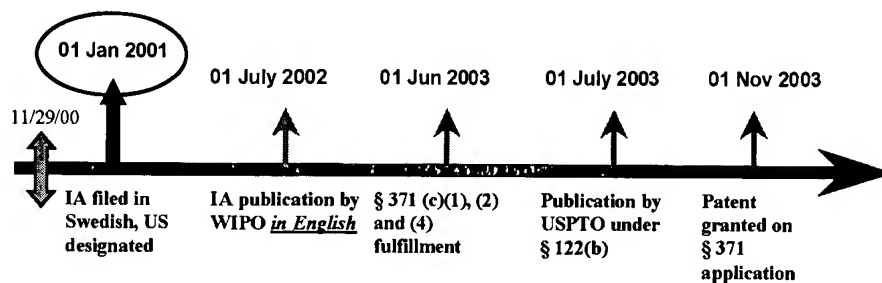 01 Jan 2001
01 July 2002
01 Jun 2003
01 July 2003
01 Nov 2003
11/29/00
IA filed in
Swedish, US
designated
IA publication by
WIPO in English
§ 371 (c)(1), (2)
and (4)
fulfillment
Publication by
USPTO under
§ 122(b)
Patent
granted on
§ 371
application